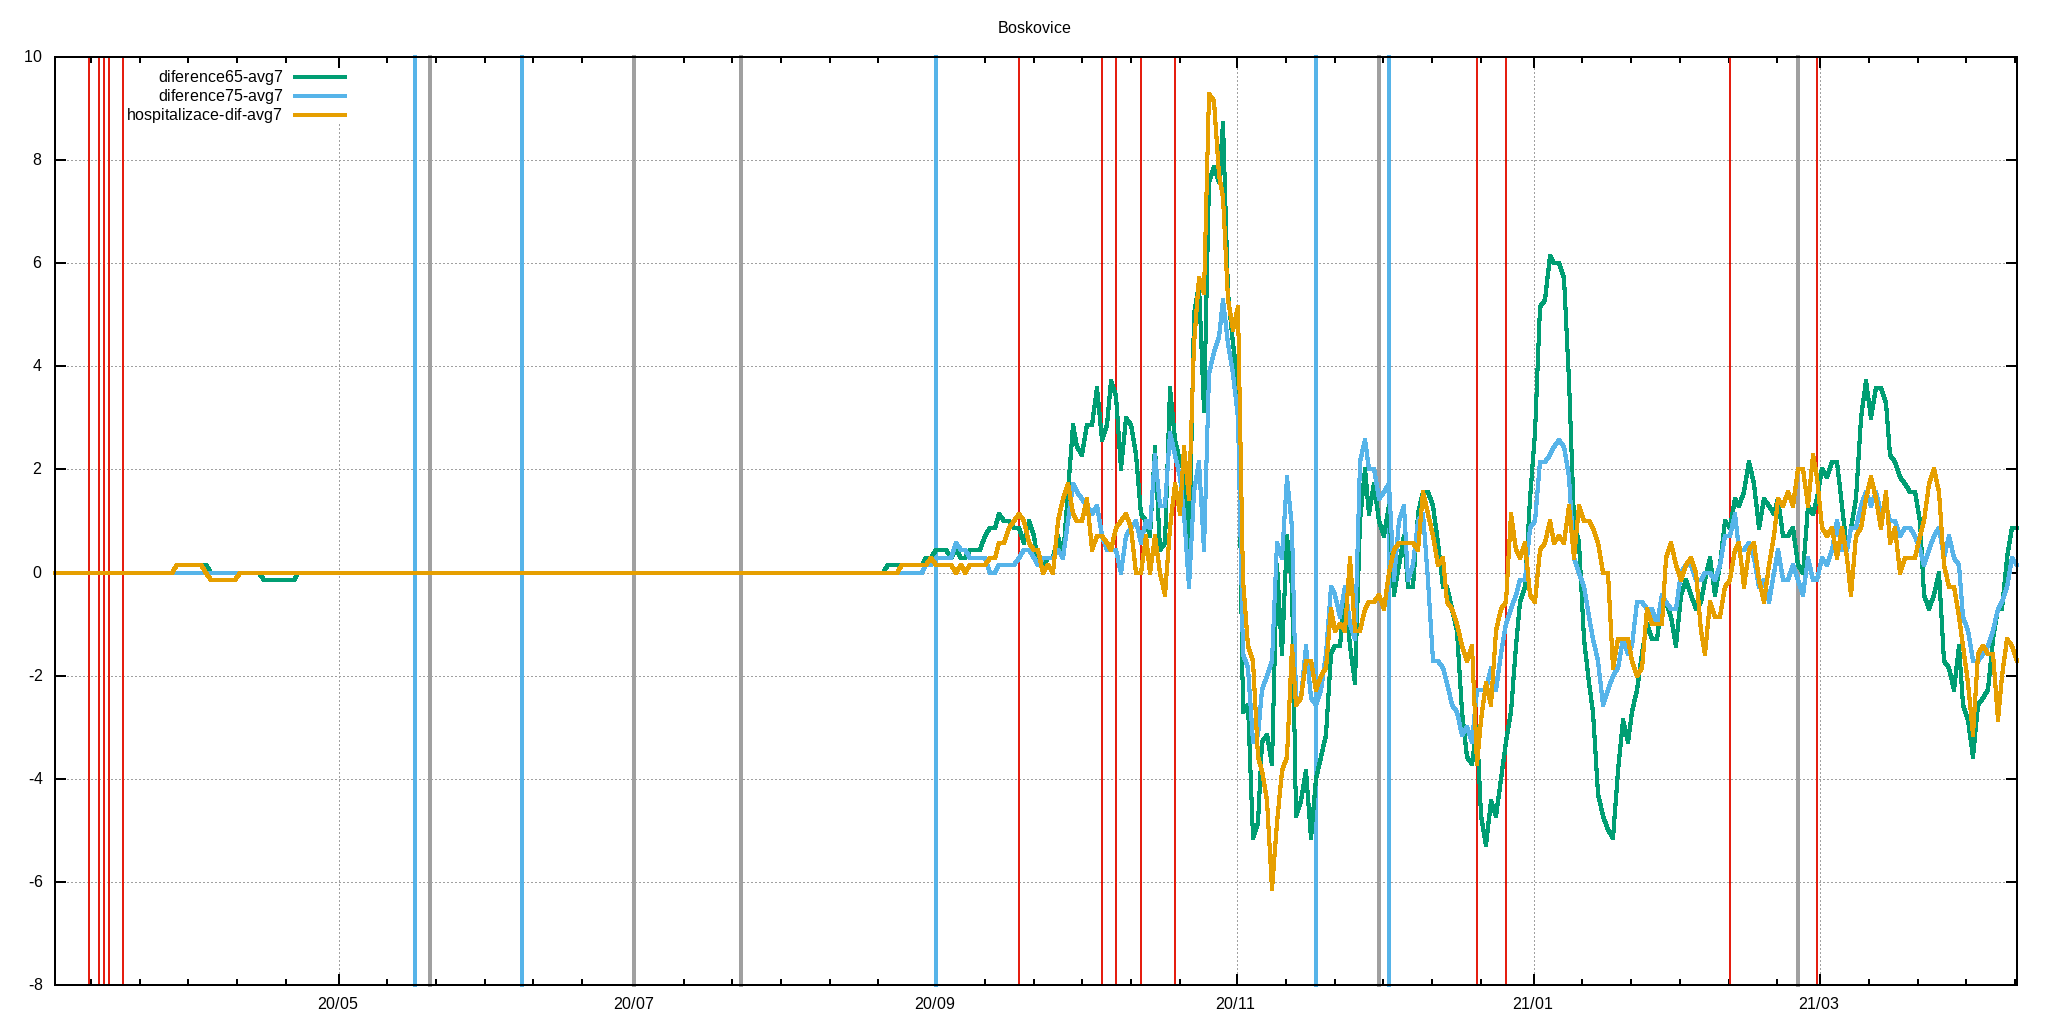 Boskovice
diference65-avg7
diference75-avg7
hospitalizace-dif-avg7
10
8
6
4
2
0
-2
-4
-6
-8
20/05 20/07 20/09 20/11 21/01 21/03